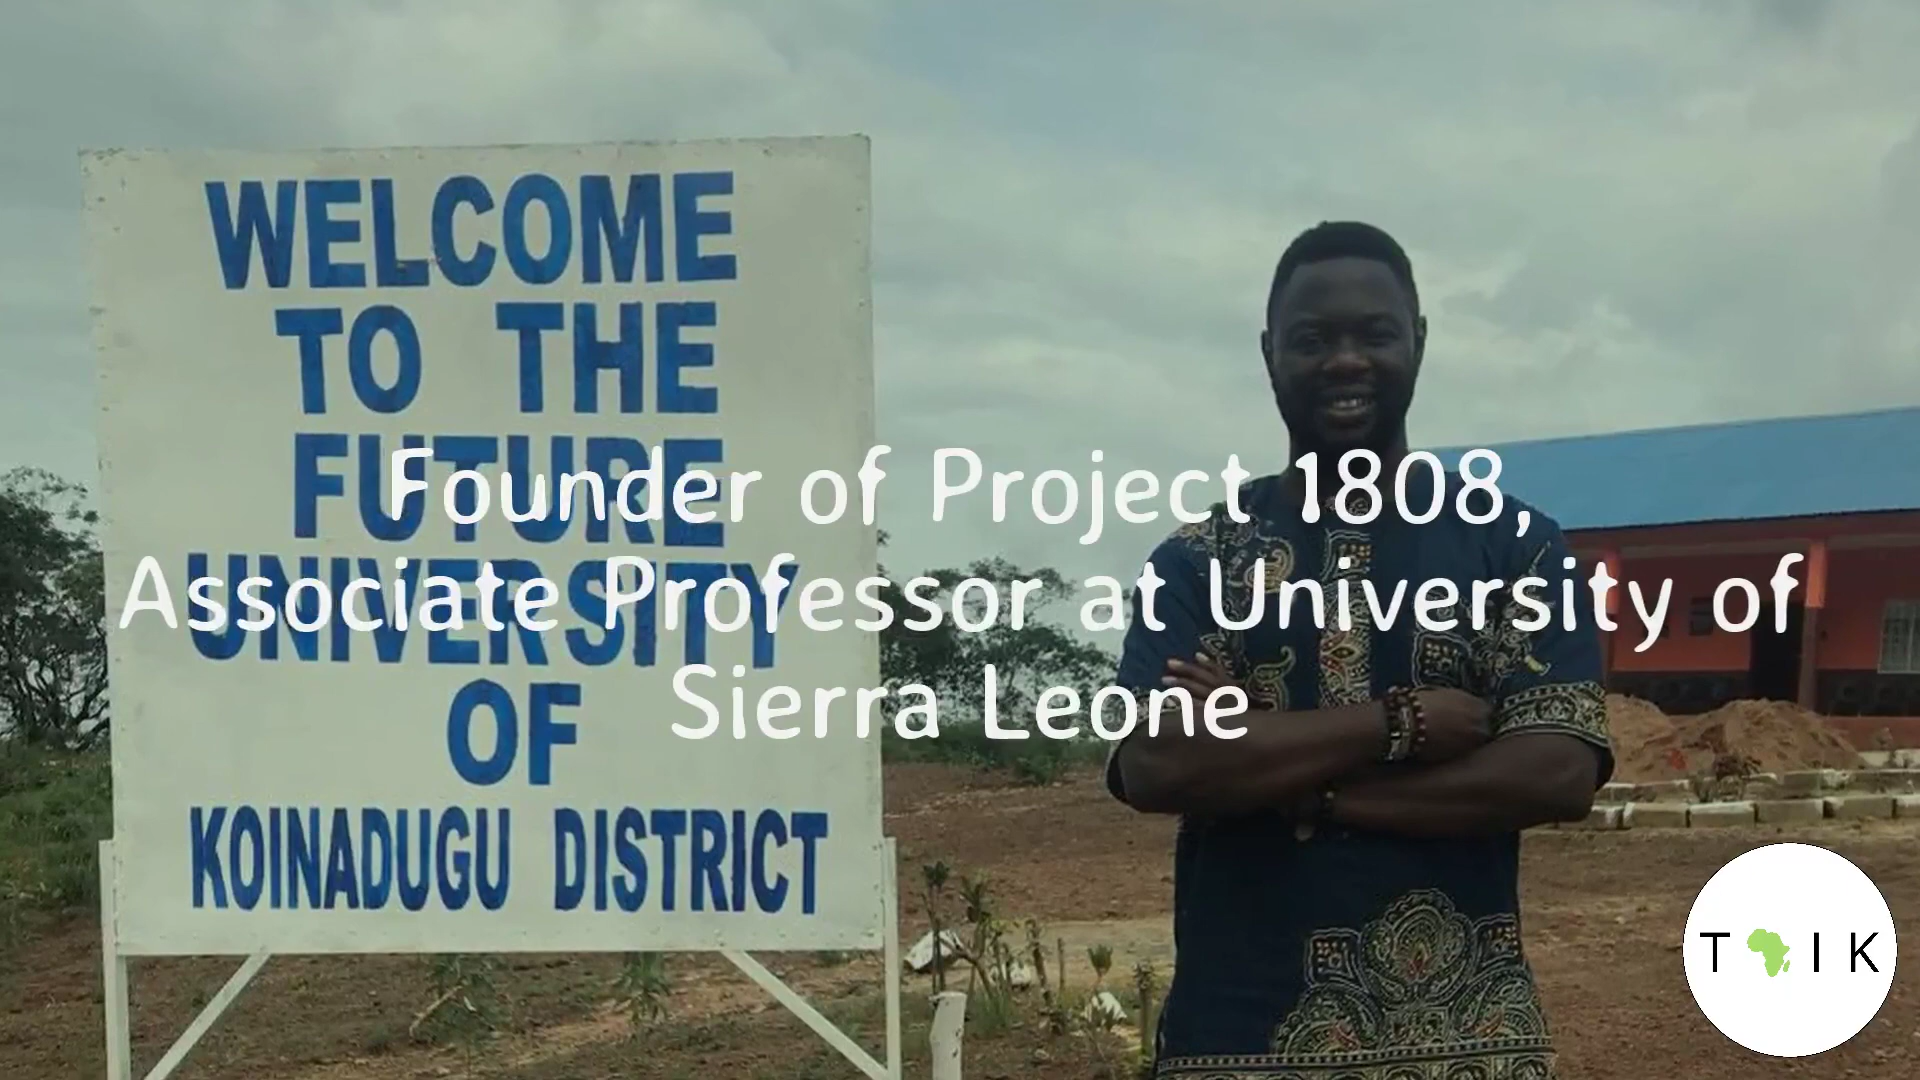 WELCOME
TO THE
FUTURE
UNIVERSITY
OF
KOINADUGU DISTRICT
Founder of Project 1808,
Associate Professor at University of
Sierra Leone
T IK